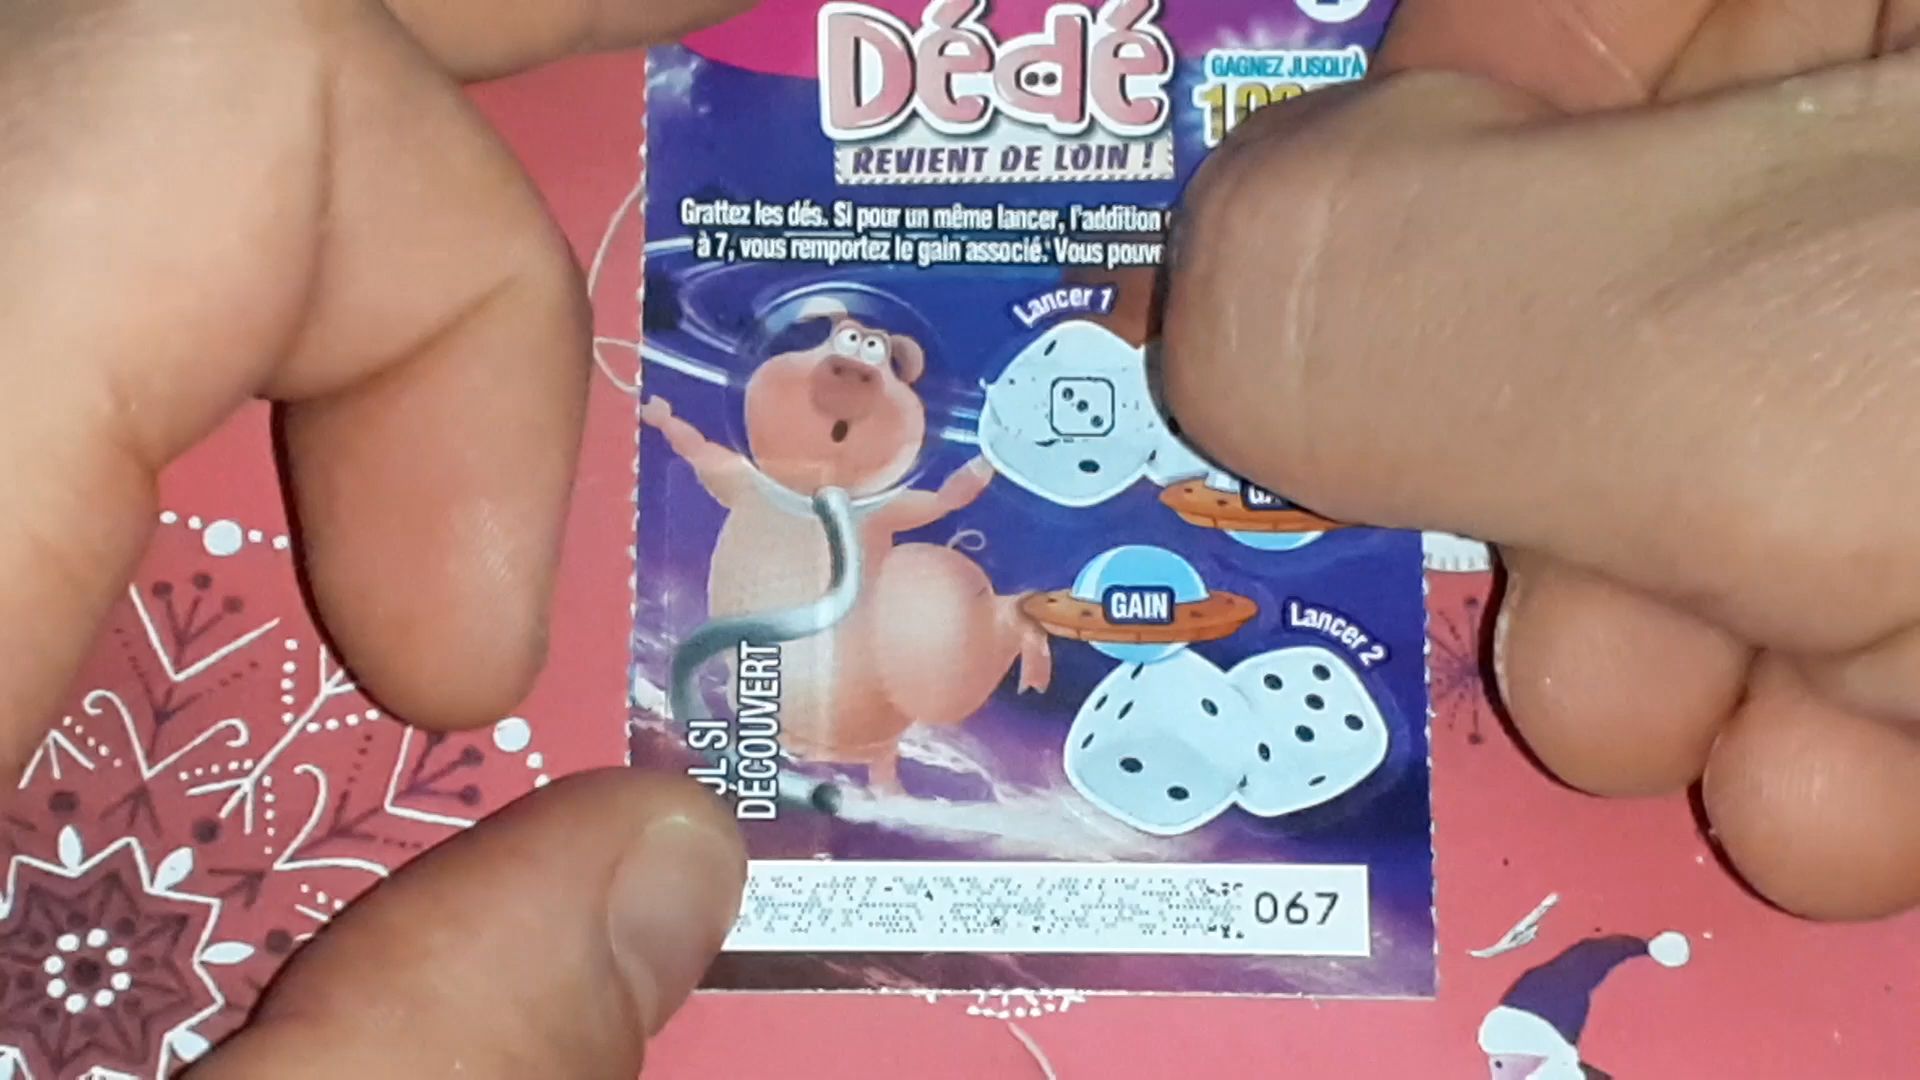 Dédé
GAGNEZ JUSQU'À
REVIENT DE LOIN !
Grattez les dés. Si pour un même lancer, l'addition
à 7, vous remportez le gain associé. Vous
Lancer 1
GAIN
Lancer 2
SI
DÉCOUVERT
067